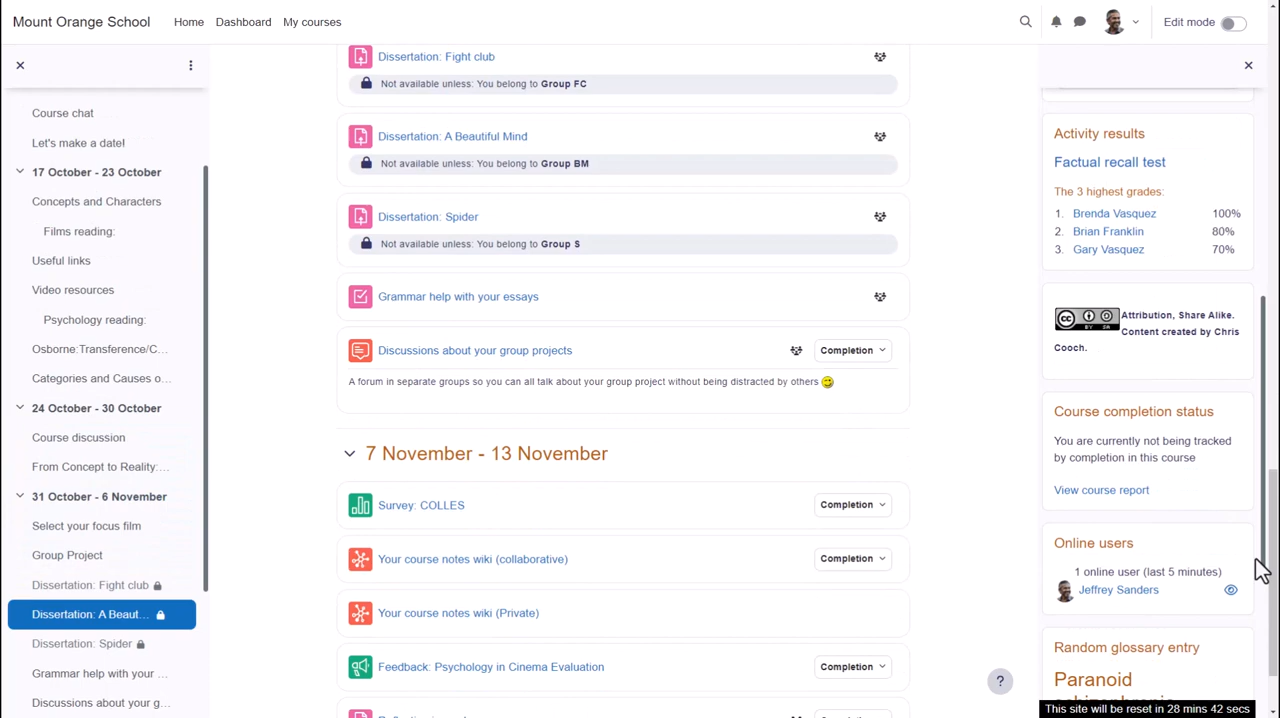 Mount Orange School
Home
Dashboard
My courses
Edit mode
Course chat
Let's make a date!
17 October - 23 October
Concepts and Characters
Films reading:
Useful links
Video resources
Psychology reading:
Osborne:Transference/C...
Categories and Causes o...
24 October - 30 October
Course discussion
From Concept to Reality:...
31 October - 6 November
Select your focus film
Group Project
Dissertation: Fight club
Dissertation: A Beaut...
Dissertation: Spider
Grammar help with your ...
Discussions about your g...
Dissertation: Fight club
Not available unless: You belong to Group FC
Dissertation: A Beautiful Mind
Not available unless: You belong to Group BM
Dissertation: Spider
Not available unless: You belong to Group S
Grammar help with your essays
Discussions about your group projects
Completion
A forum in separate groups so you can all talk about your group project without being distracted by others
7 November - 13 November
Survey: COLLES
Completion
Your course notes wiki (collaborative)
Completion
Your course notes wiki (Private)
Feedback: Psychology in Cinema Evaluation
Completion
?
Activity results
Factual recall test
The 3 highest grades:
1. Brenda Vasquez 100%
2. Brian Franklin 80%
3. Gary Vasquez 70%
CC BY SA
Attribution, Share Alike.
Content created by Chris
Cooch.
Course completion status
You are currently not being tracked
by completion in this course
View course report
Online users
1 online user (last 5 minutes)
Jeffrey Sanders
Random glossary entry
Paranoid
This site will be reset in 28 mins 42 secs